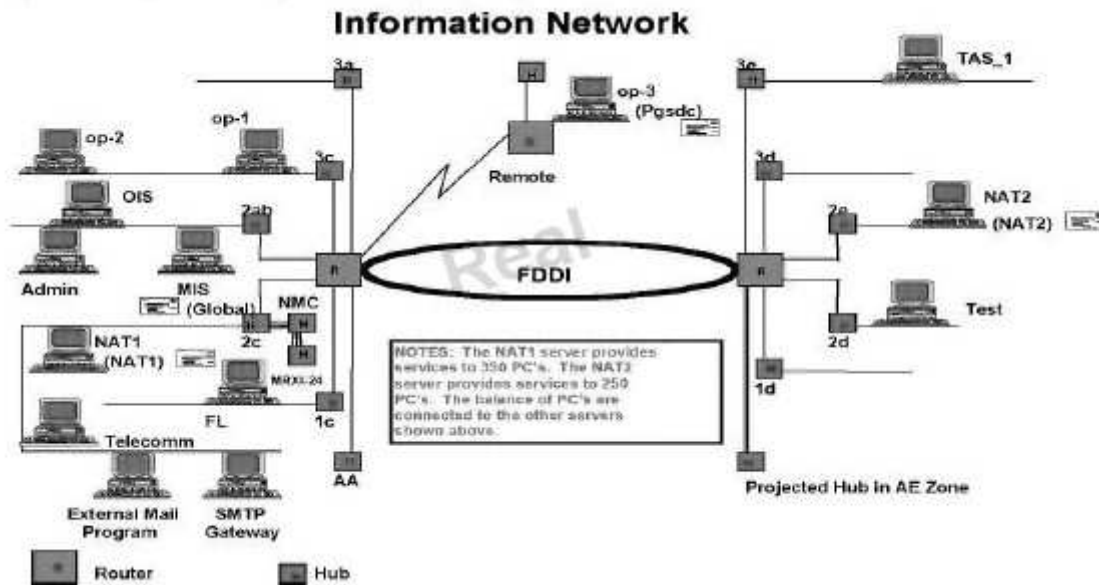 Information Network
3a
3e
TAS_1
H
op-3
(Pgsdc)
op-2
op-1
3c
3d
Remote
OIS
2ab
2e
NAT2
(NAT2)
Real
R
FDDI
R
Admin
MIS
(Global)
NMC
H
Test
NAT1
(NAT1)
2c
H
2d
MRXI-24
NOTES: The NAT1 server provides
services to 350 PC's. The NAT2
server provides services to 250
PC's. The balance of PC's are
connected to the other servers
shown above.
1d
FL
1c
Telecomm
AA
Projected Hub in AE Zone
External Mail
Program
SMTP
Gateway
Router
Hub